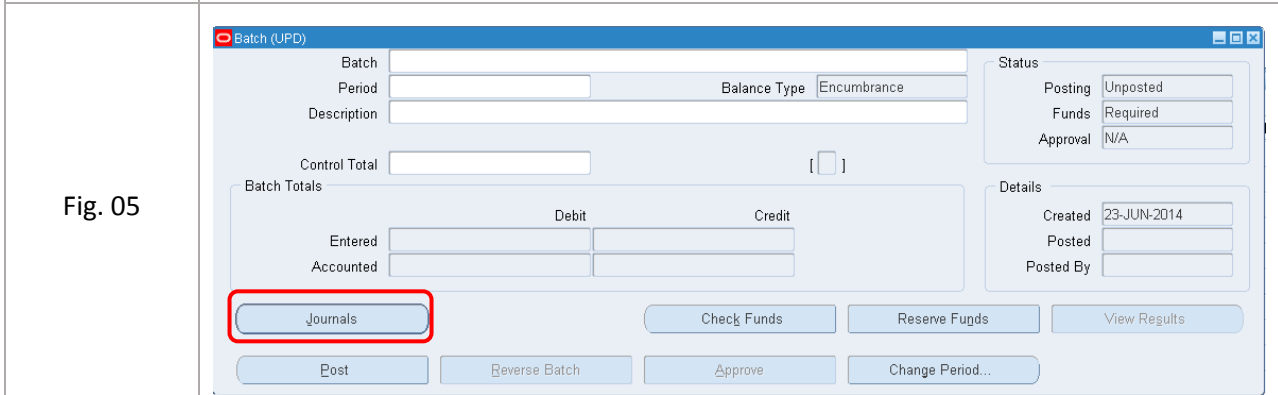 Fig. 05
Batch (UPD)
Batch
Period
Balance Type Encumbrance
Description
Control Total
[ ]
Status
Posting Unposted
Funds Required
Approval N/A
Batch Totals
Debit Credit
Entered
Accounted
Details
Created 23-JUN-2014
Posted
Posted By
Journals Check Funds Reserve Funds View Results
Post Reverse Batch Approve Change Period...